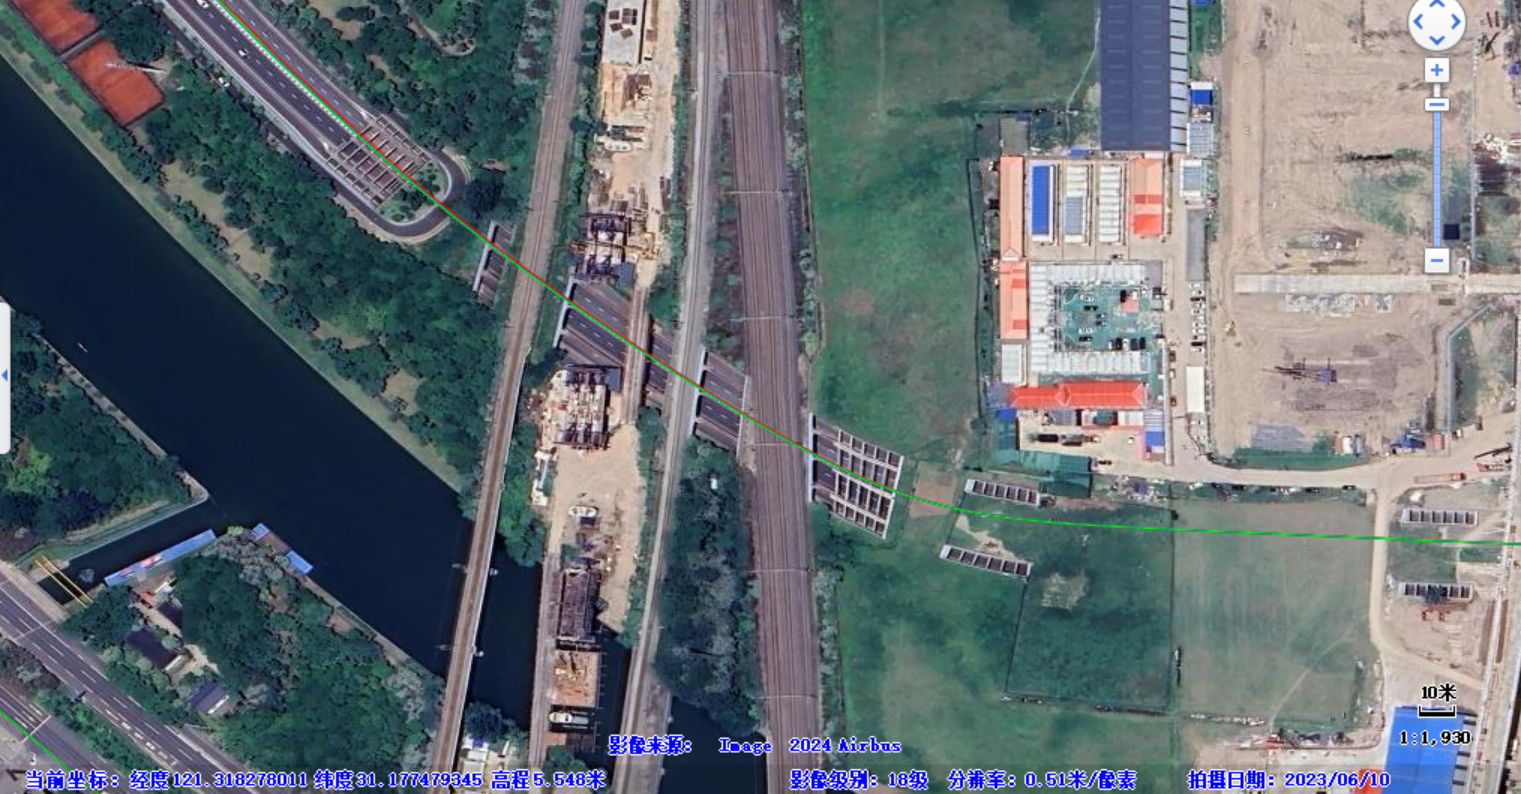 10米
1:1,930
影像来源: Image 2024 Airbus
当前坐标: 经度121.318278011 纬度31.177479345 高程5.548米 影像级别: 18级 分辨率: 0.51米/像素 拍摄日期: 2023/06/10